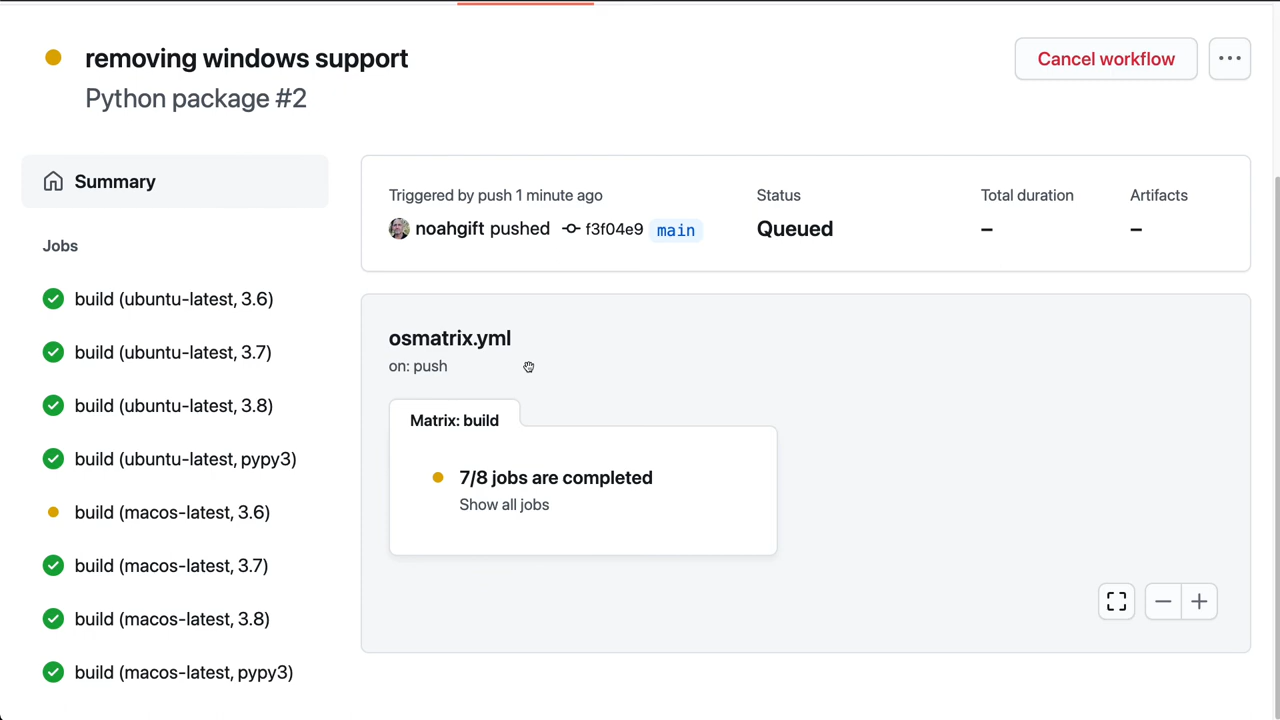 removing windows support
Python package #2
Cancel workflow
Summary
Jobs
build (ubuntu-latest, 3.6)
build (ubuntu-latest, 3.7)
build (ubuntu-latest, 3.8)
build (ubuntu-latest, pypy3)
build (macos-latest, 3.6)
build (macos-latest, 3.7)
build (macos-latest, 3.8)
build (macos-latest, pypy3)
Triggered by push 1 minute ago
noahgift pushed f3f04e9 main
Status
Queued
Total duration
–
Artifacts
–
osmatrix.yml
on: push
Matrix: build
7/8 jobs are completed
Show all jobs